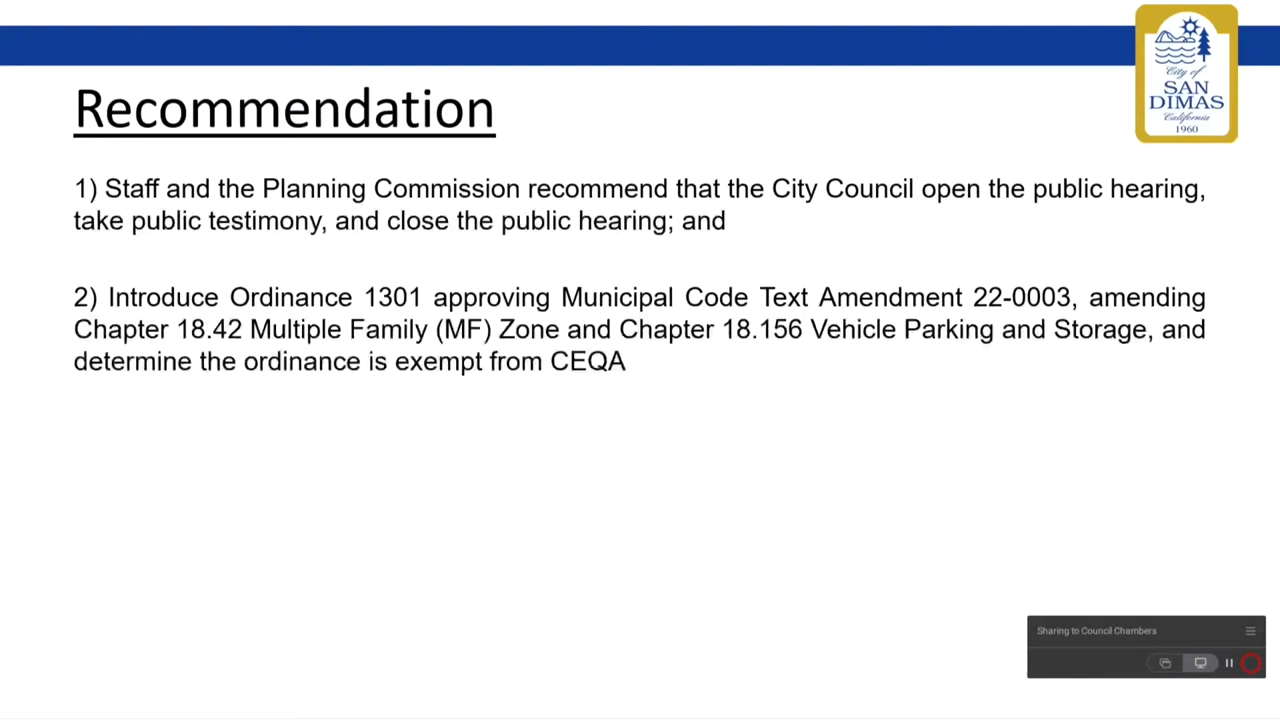 City of
SAN
DIMAS
California
1960
Recommendation
1) Staff and the Planning Commission recommend that the City Council open the public hearing,
take public testimony, and close the public hearing; and
2) Introduce Ordinance 1301 approving Municipal Code Text Amendment 22-0003, amending
Chapter 18.42 Multiple Family (MF) Zone and Chapter 18.156 Vehicle Parking and Storage, and
determine the ordinance is exempt from CEQA
Sharing to Council Chambers